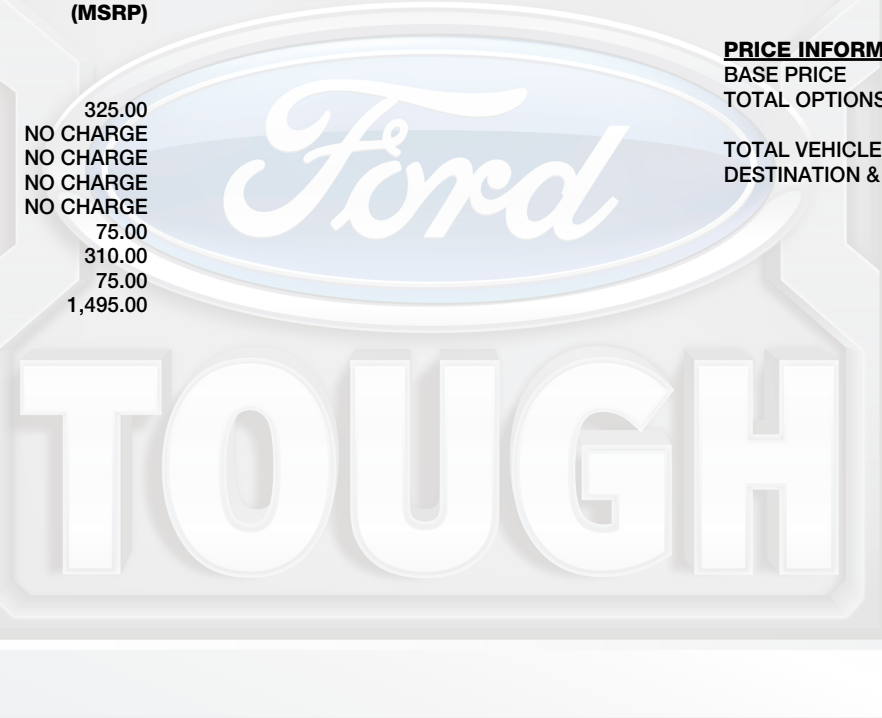 (MSRP)
325.00
NO CHARGE
NO CHARGE
NO CHARGE
NO CHARGE
75.00
310.00
75.00
1,495.00
PRICE INFORM
BASE PRICE
TOTAL OPTIONS
TOTAL VEHICLE
DESTINATION &
Ford
TOUGH